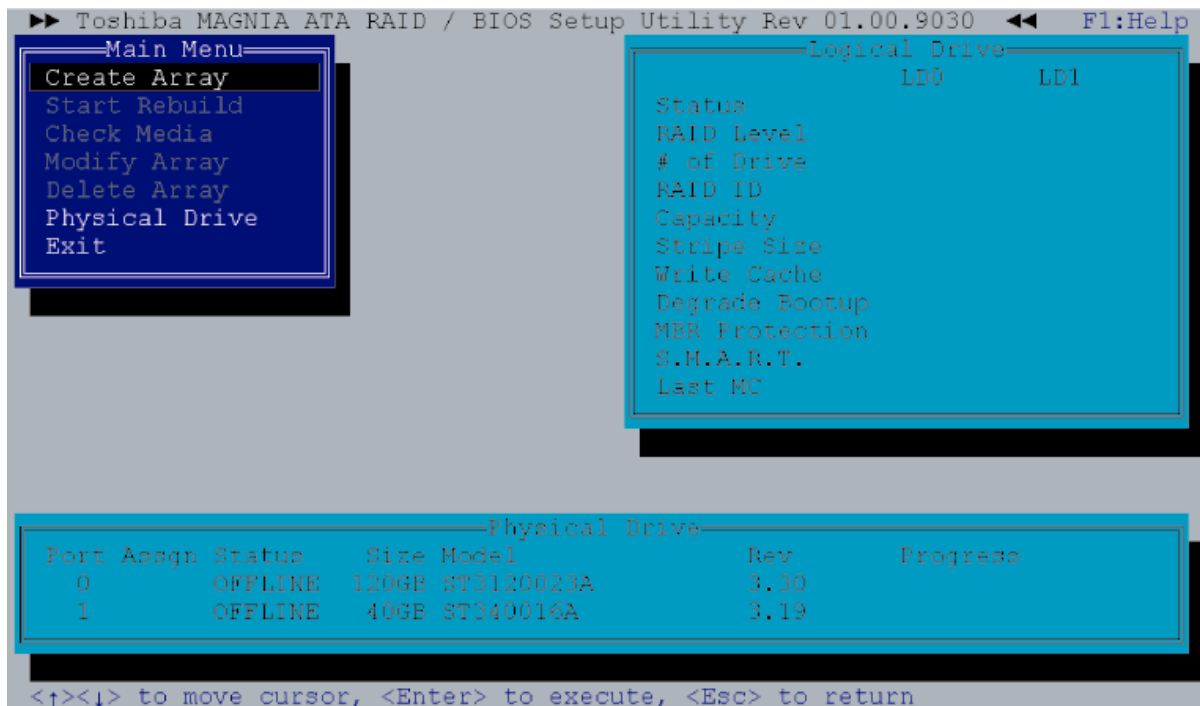 ►► Toshiba MAGNIA ATA RAID / BIOS Setup Utility Rev 01.00.9030 ◄◄ F1:Help
Main Menu
Create Array
Start Rebuild
Check Media
Modify Array
Delete Array
Physical Drive
Exit
Logical Drive
LD0 LD1
Status
RAID Level
# of Drive
RAID ID
Capacity
Stripe Size
Write Cache
Degrade Bootup
MBR Protection
S.M.A.R.T.
Last MC
Physical Drive
Port Assgn Status Size Model Rev Progress
0 OFFLINE 120GB ST3120023A 3.30
1 OFFLINE 40GB ST340016A 3.19
<↑><↓> to move cursor, <Enter> to execute, <Esc> to return